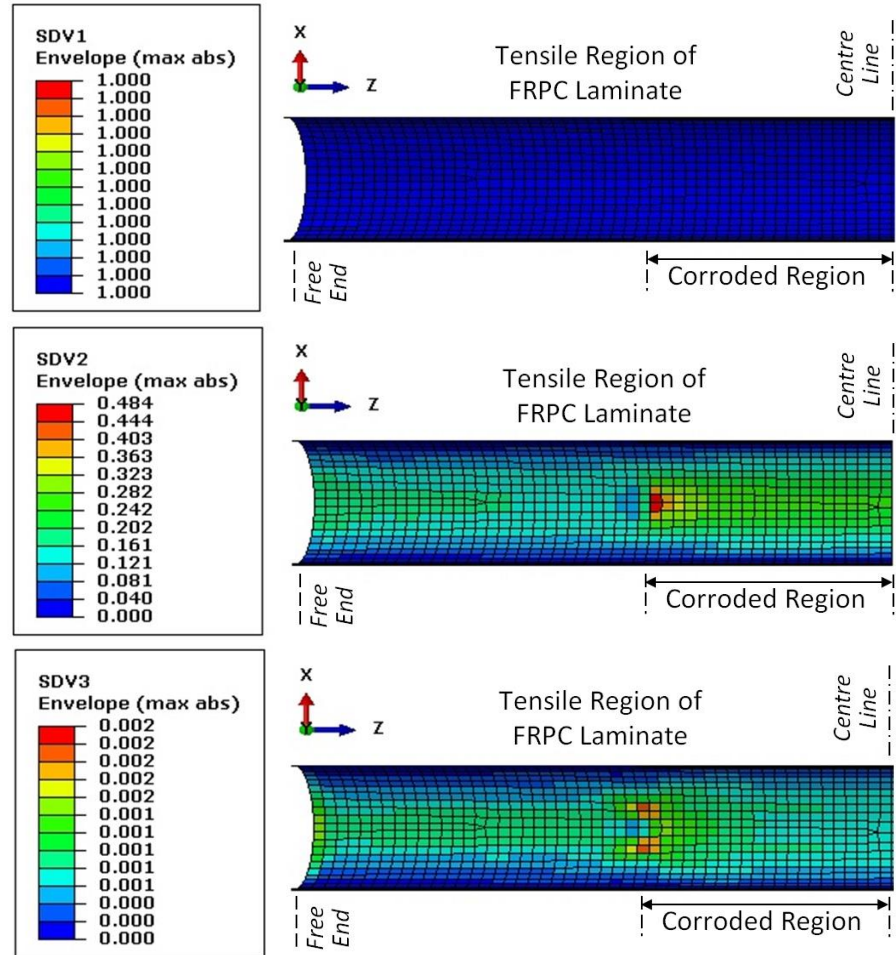 SDV1
Envelope (max abs)
1.000
1.000
1.000
1.000
1.000
1.000
1.000
1.000
1.000
1.000
1.000
1.000
1.000
X
Y
Z
Tensile Region of
FRPC Laminate
Centre
Line
Free
End
Corroded Region
SDV2
Envelope (max abs)
0.484
0.444
0.403
0.363
0.323
0.282
0.242
0.202
0.161
0.121
0.081
0.040
0.000
X
Y
Z
Tensile Region of
FRPC Laminate
Centre
Line
Free
End
Corroded Region
SDV3
Envelope (max abs)
0.002
0.002
0.002
0.002
0.002
0.001
0.001
0.001
0.001
0.001
0.000
0.000
0.000
X
Y
Z
Tensile Region of
FRPC Laminate
Centre
Line
Free
End
Corroded Region